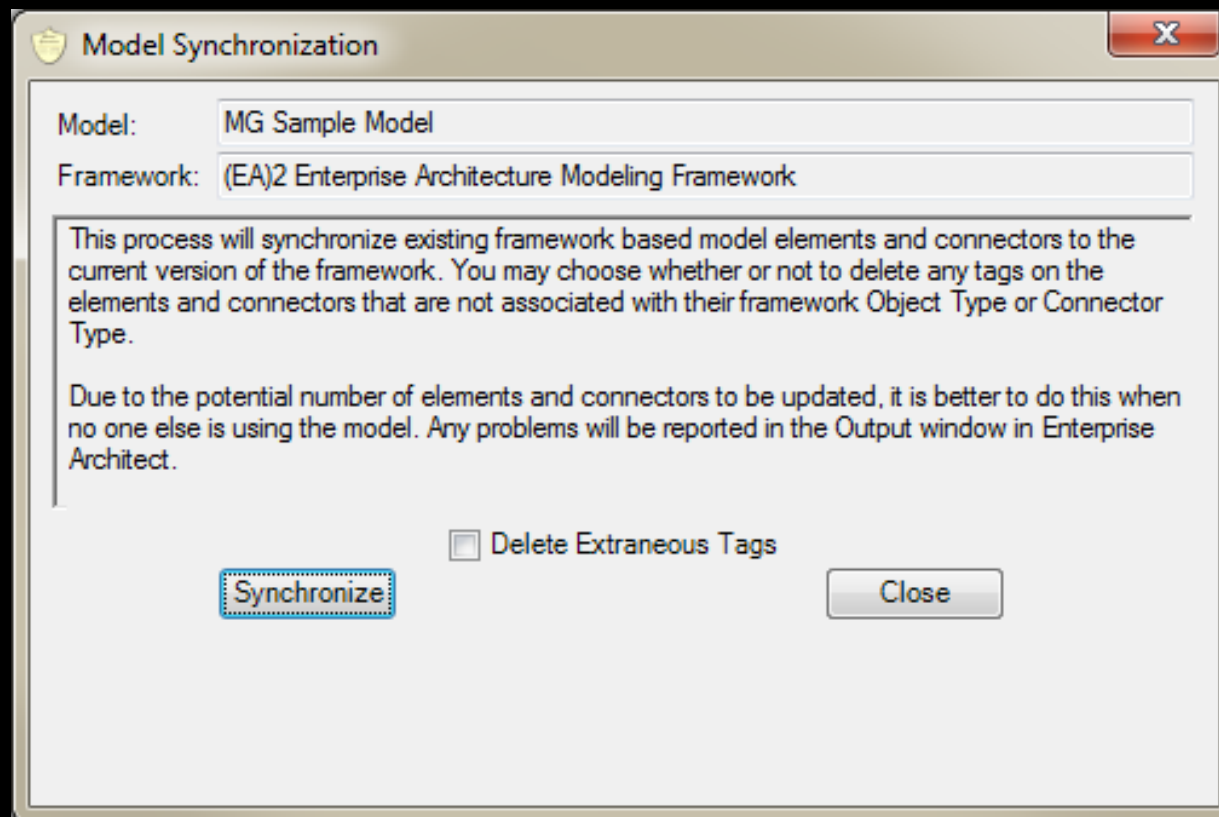 Model Synchronization
Model:
MG Sample Model
Framework:
(EA)2 Enterprise Architecture Modeling Framework
This process will synchronize existing framework based model elements and connectors to the
current version of the framework. You may choose whether or not to delete any tags on the
elements and connectors that are not associated with their framework Object Type or Connector
Type.
Due to the potential number of elements and connectors to be updated, it is better to do this when
no one else is using the model. Any problems will be reported in the Output window in Enterprise
Architect.
Delete Extraneous Tags
Synchronize
Close